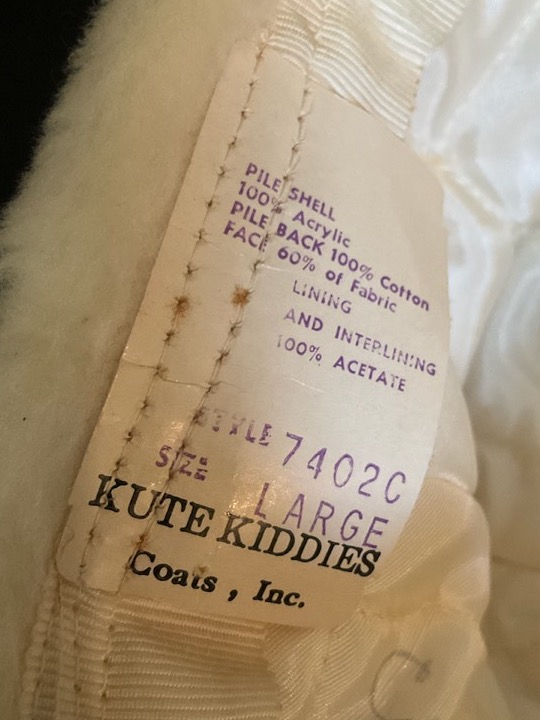 PILE SHELL
100% Acrylic
PILE BACK 100% Cotton
FACE 60% of Fabric
LINING
AND INTERLINING
100% ACETATE
STYLE 7402C
SIZE LARGE
KUTE KIDDIES
Coats , Inc.